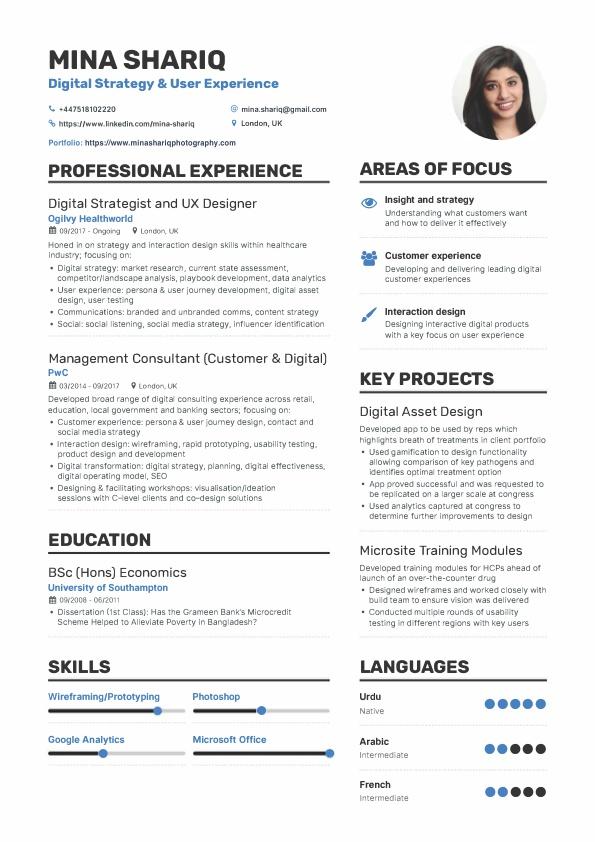 MINA SHARIQ
Digital Strategy & User Experience
+447518102220
mina.shariq@gmail.com
https://www.linkedin.com/mina-shariq
London, UK
Portfolio: https://www.minashariqphotography.com
PROFESSIONAL EXPERIENCE
Digital Strategist and UX Designer
Ogilvy Healthworld
09/2017 - Ongoing London, UK
Honed in on strategy and interaction design skills within healthcare
industry; focusing on:
• Digital strategy: market research, current state assessment,
competitor/landscape analysis, playbook development, data analytics
• User experience: persona & user journey development, digital asset
design, user testing
• Communications: branded and unbranded comms, content strategy
• Social: social listening, social media strategy, influencer identification
Management Consultant (Customer & Digital)
PwC
03/2014 - 09/2017 London, UK
Developed broad range of digital consulting experience across retail,
education, local government and banking sectors; focusing on:
• Customer experience: persona & user journey design, contact and
social media strategy
• Interaction design: wireframing, rapid prototyping, usability testing,
product design and development
• Digital transformation: digital strategy, planning, digital effectiveness,
digital operating model, SEO
• Designing & facilitating workshops: visualisation/ideation
sessions with C-level clients and co-design solutions
EDUCATION
BSc (Hons) Economics
University of Southampton
09/2008 - 06/2011
• Dissertation (1st Class): Has the Grameen Bank's Microcredit
Scheme Helped to Alleviate Poverty in Bangladesh?
SKILLS
Wireframing/Prototyping
Photoshop
Google Analytics
Microsoft Office
AREAS OF FOCUS
Insight and strategy
Understanding what customers want
and how to deliver it effectively
Customer experience
Developing and delivering leading digital
customer experiences
Interaction design
Designing interactive digital products
with a key focus on user experience
KEY PROJECTS
Digital Asset Design
Developed app to be used by reps which
highlights breath of treatments in client portfolio
• Used gamification to design functionality
allowing comparison of key pathogens and
identifies optimal treatment option
• App proved successful and was requested to
be replicated on a larger scale at congress
• Used analytics captured at congress to
determine further improvements to design
Microsite Training Modules
Developed training modules for HCPs ahead of
launch of an over-the-counter drug
• Designed wireframes and worked closely with
build team to ensure vision was delivered
• Conducted multiple rounds of usability
testing in different regions with key users
LANGUAGES
Urdu
Native
Arabic
Intermediate
French
Intermediate